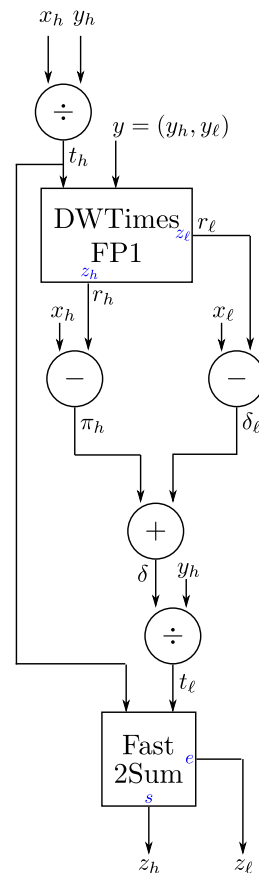 x_h y_h
÷
t_h
y = (y_h, y_ℓ)
DWTimes
FP1
z_ℓ
r_ℓ
z_h
r_h
x_h
x_ℓ
−
−
π_h
δ_ℓ
+
δ
y_h
÷
t_ℓ
Fast
2Sum
e
s
z_h
z_ℓ